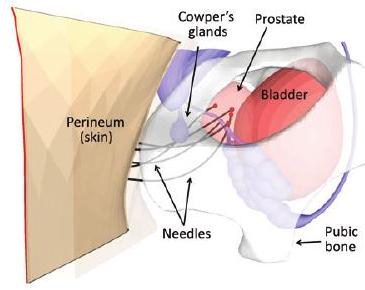 Cowper's
glands
Prostate
Bladder
Perineum
(skin)
Needles
Pubic
bone